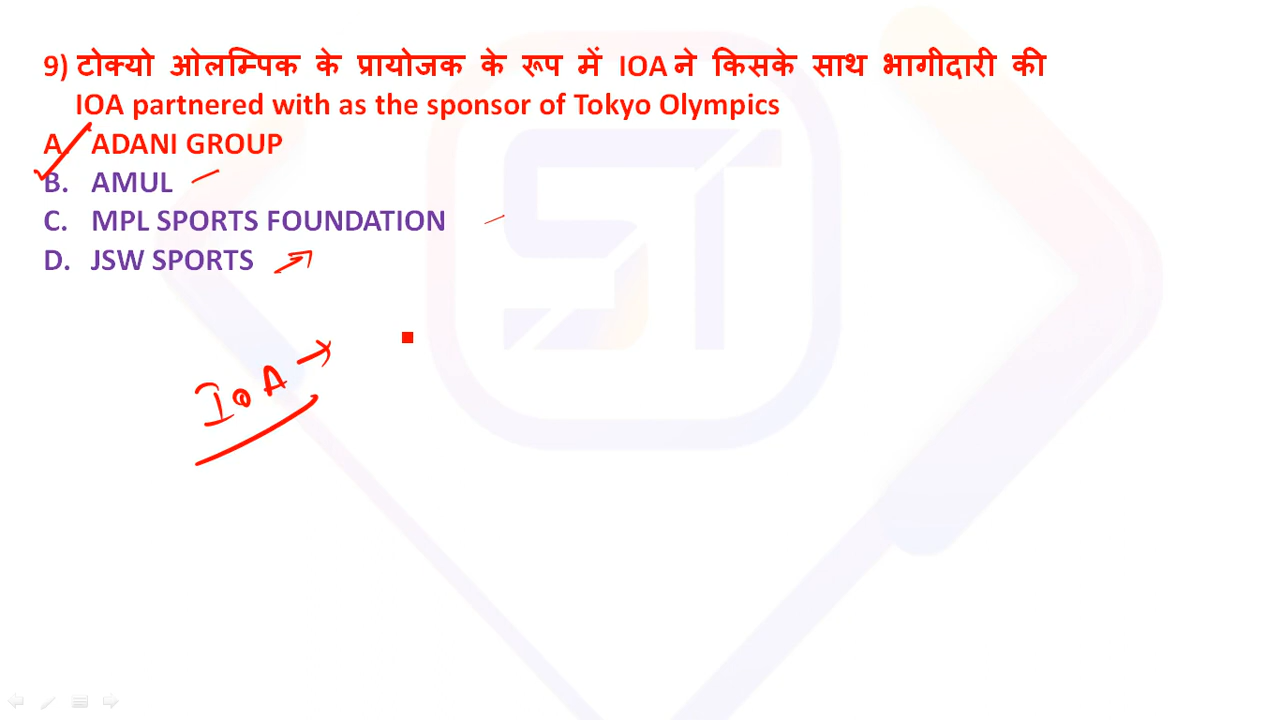 9) टोक्यो ओलम्पिक के प्रायोजक के रूप में IOA ने किसके साथ भागीदारी की
IOA partnered with as the sponsor of Tokyo Olympics
A. ADANI GROUP
B. AMUL
C. MPL SPORTS FOUNDATION
D. JSW SPORTS
IOA →